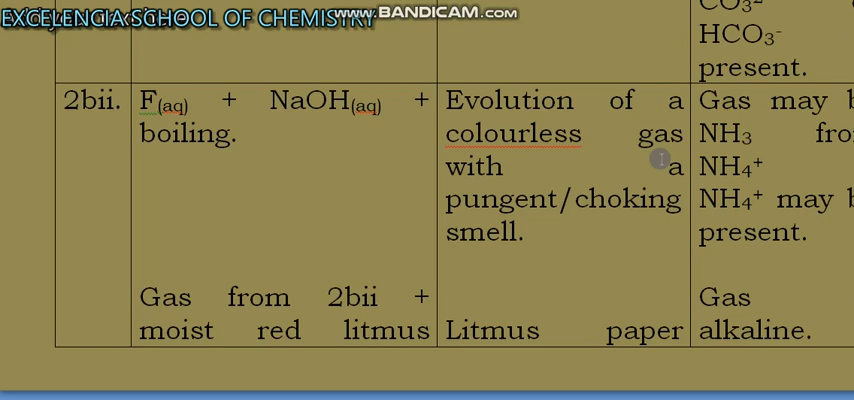 EXCELENCIA SCHOOL OF CHEMISTRY
www.BANDICAM.com
CO₃²⁻
HCO₃⁻
present.
2bii.
F(aq) + NaOH(aq) +
boiling.
Evolution of a
colourless gas
with a
pungent/choking
smell.
Gas may b
NH₃ fro
NH₄⁺
NH₄⁺ may b
present.
Gas from 2bii +
moist red litmus
Litmus paper
Gas
alkaline.